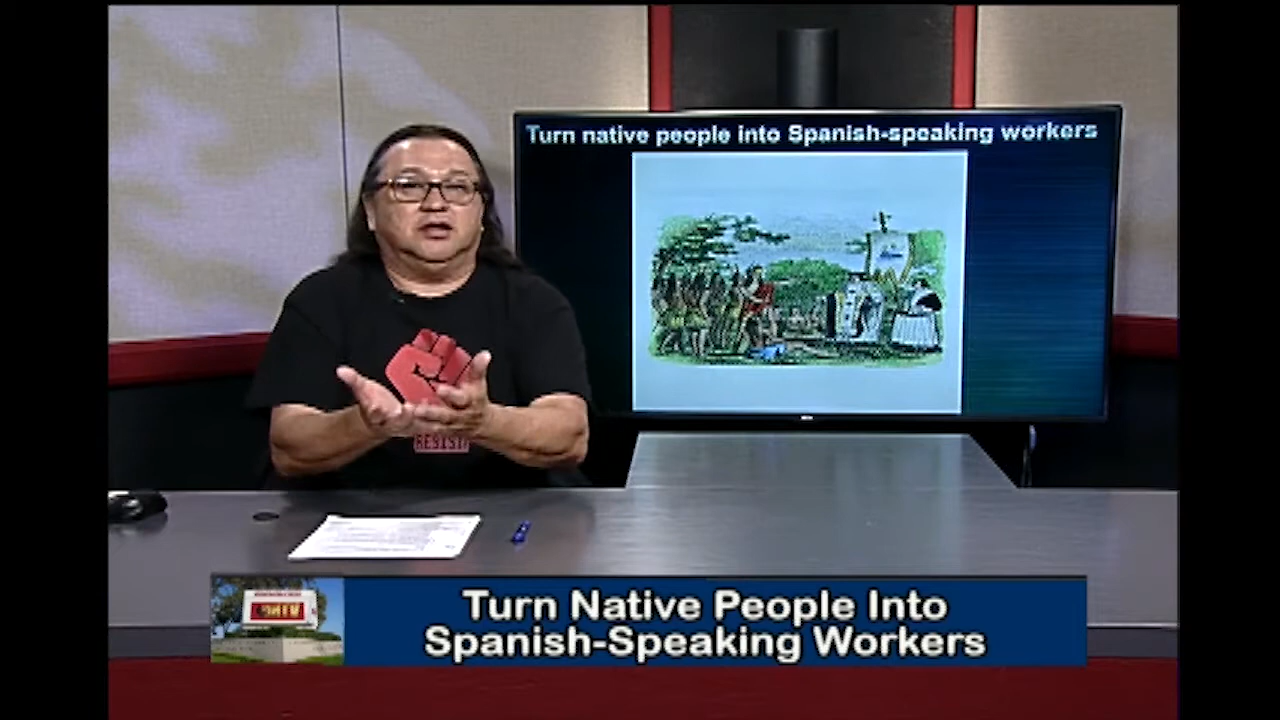 Turn native people into Spanish-speaking workers
RESIST
Turn Native People Into
Spanish-Speaking Workers